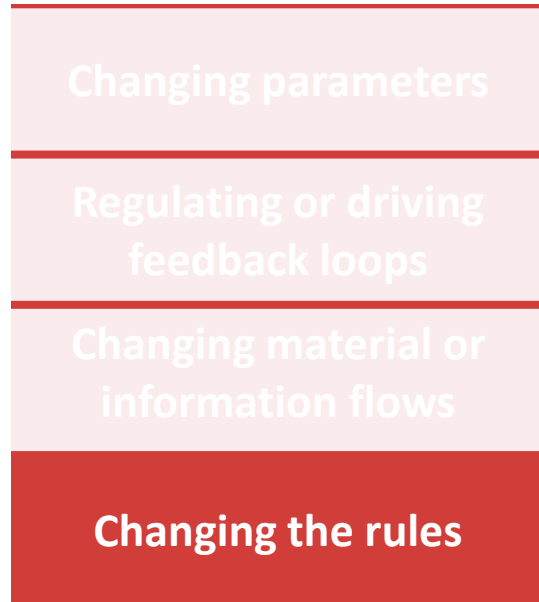 Changing parameters
Regulating or driving
feedback loops
Changing material or
information flows
Changing the rules